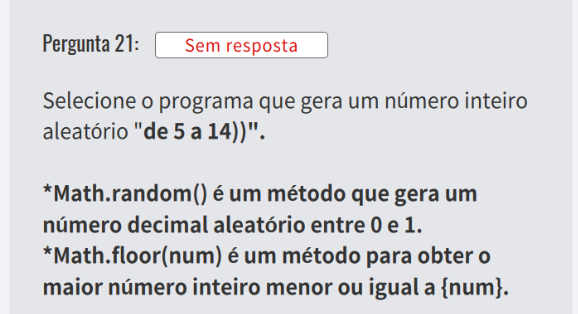 Pergunta 21: Sem resposta
Selecione o programa que gera um número inteiro
aleatório "de 5 a 14))".
*Math.random() é um método que gera um
número decimal aleatório entre 0 e 1.
*Math.floor(num) é um método para obter o
maior número inteiro menor ou igual a {num}.